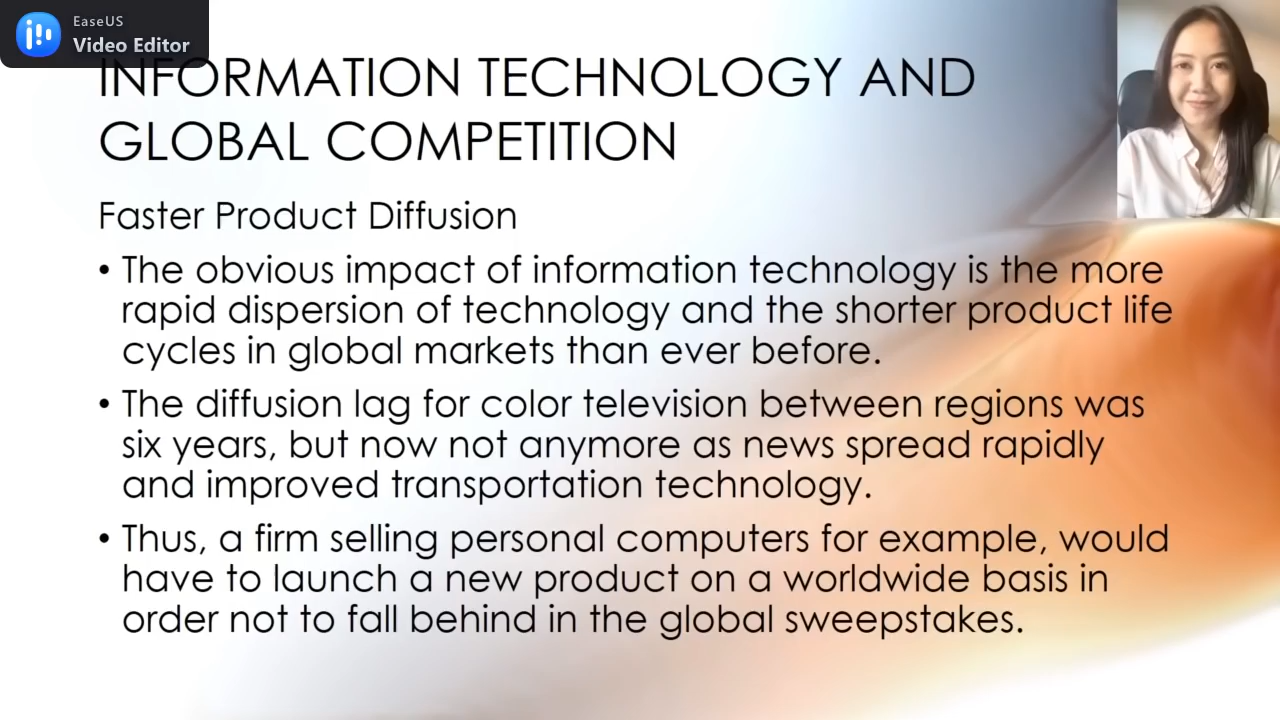 EaseUS
Video Editor
INFORMATION TECHNOLOGY AND
GLOBAL COMPETITION
Faster Product Diffusion
• The obvious impact of information technology is the more
rapid dispersion of technology and the shorter product life
cycles in global markets than ever before.
• The diffusion lag for color television between regions was
six years, but now not anymore as news spread rapidly
and improved transportation technology.
• Thus, a firm selling personal computers for example, would
have to launch a new product on a worldwide basis in
order not to fall behind in the global sweepstakes.